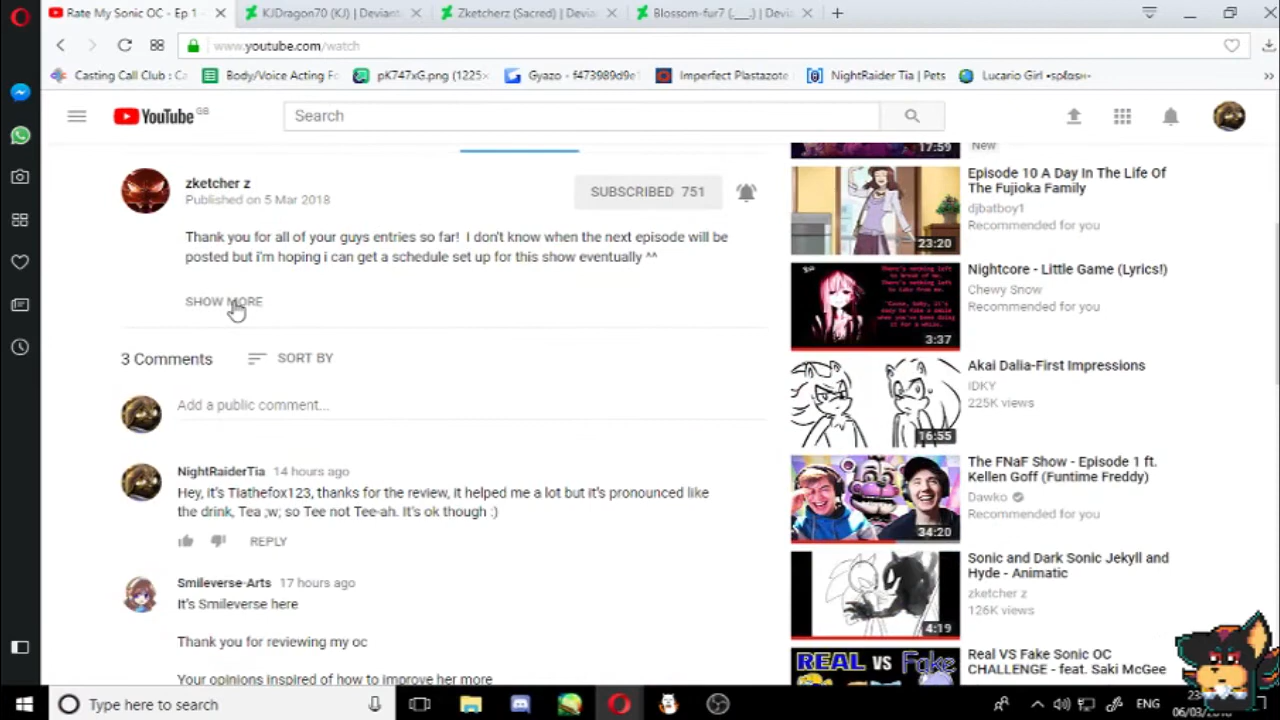 Rate My Sonic OC - Ep 1 -
KJDragon70 (KJ) | Deviant
Zketcherz (Sacred) | Devia
Blossom-fur7 (.___.) | Devi
www.youtube.com/watch
Casting Call Club : Ca
Body/Voice Acting Fo
pK747xG.png (1225×
Gyazo - f473989d9e
Imperfect Plastazote
NightRaider Tia | Pets
Lucario Girl
YouTube GB
Search
17:59
New
zketcher z
Published on 5 Mar 2018
SUBSCRIBED 751
Thank you for all of your guys entries so far! I don't know when the next episode will be
posted but i'm hoping i can get a schedule set up for this show eventually ^^
SHOW MORE
3 Comments
SORT BY
Add a public comment...
NightRaiderTia 14 hours ago
Hey, it's Tiathefox123, thanks for the review, it helped me a lot but it's pronounced like
the drink, Tea ;w; so Tee not Tee-ah. It's ok though :)
REPLY
Smileverse-Arts 17 hours ago
It's Smileverse here
Thank you for reviewing my oc
Your opinions inspired of how to improve her more
Episode 10 A Day In The Life Of
The Fujioka Family
djbatboy1
Recommended for you
23:20
Nightcore - Little Game (Lyrics!)
Chewy Snow
Recommended for you
3:37
Akai Dalia-First Impressions
IDKY
225K views
16:55
The FNaF Show - Episode 1 ft.
Kellen Goff (Funtime Freddy)
Dawko
Recommended for you
34:20
Sonic and Dark Sonic Jekyll and
Hyde - Animatic
zketcher z
126K views
4:19
REAL VS Fake
Real VS Fake Sonic OC
CHALLENGE - feat. Saki McGee
Type here to search
ENG
23
06/03/2018